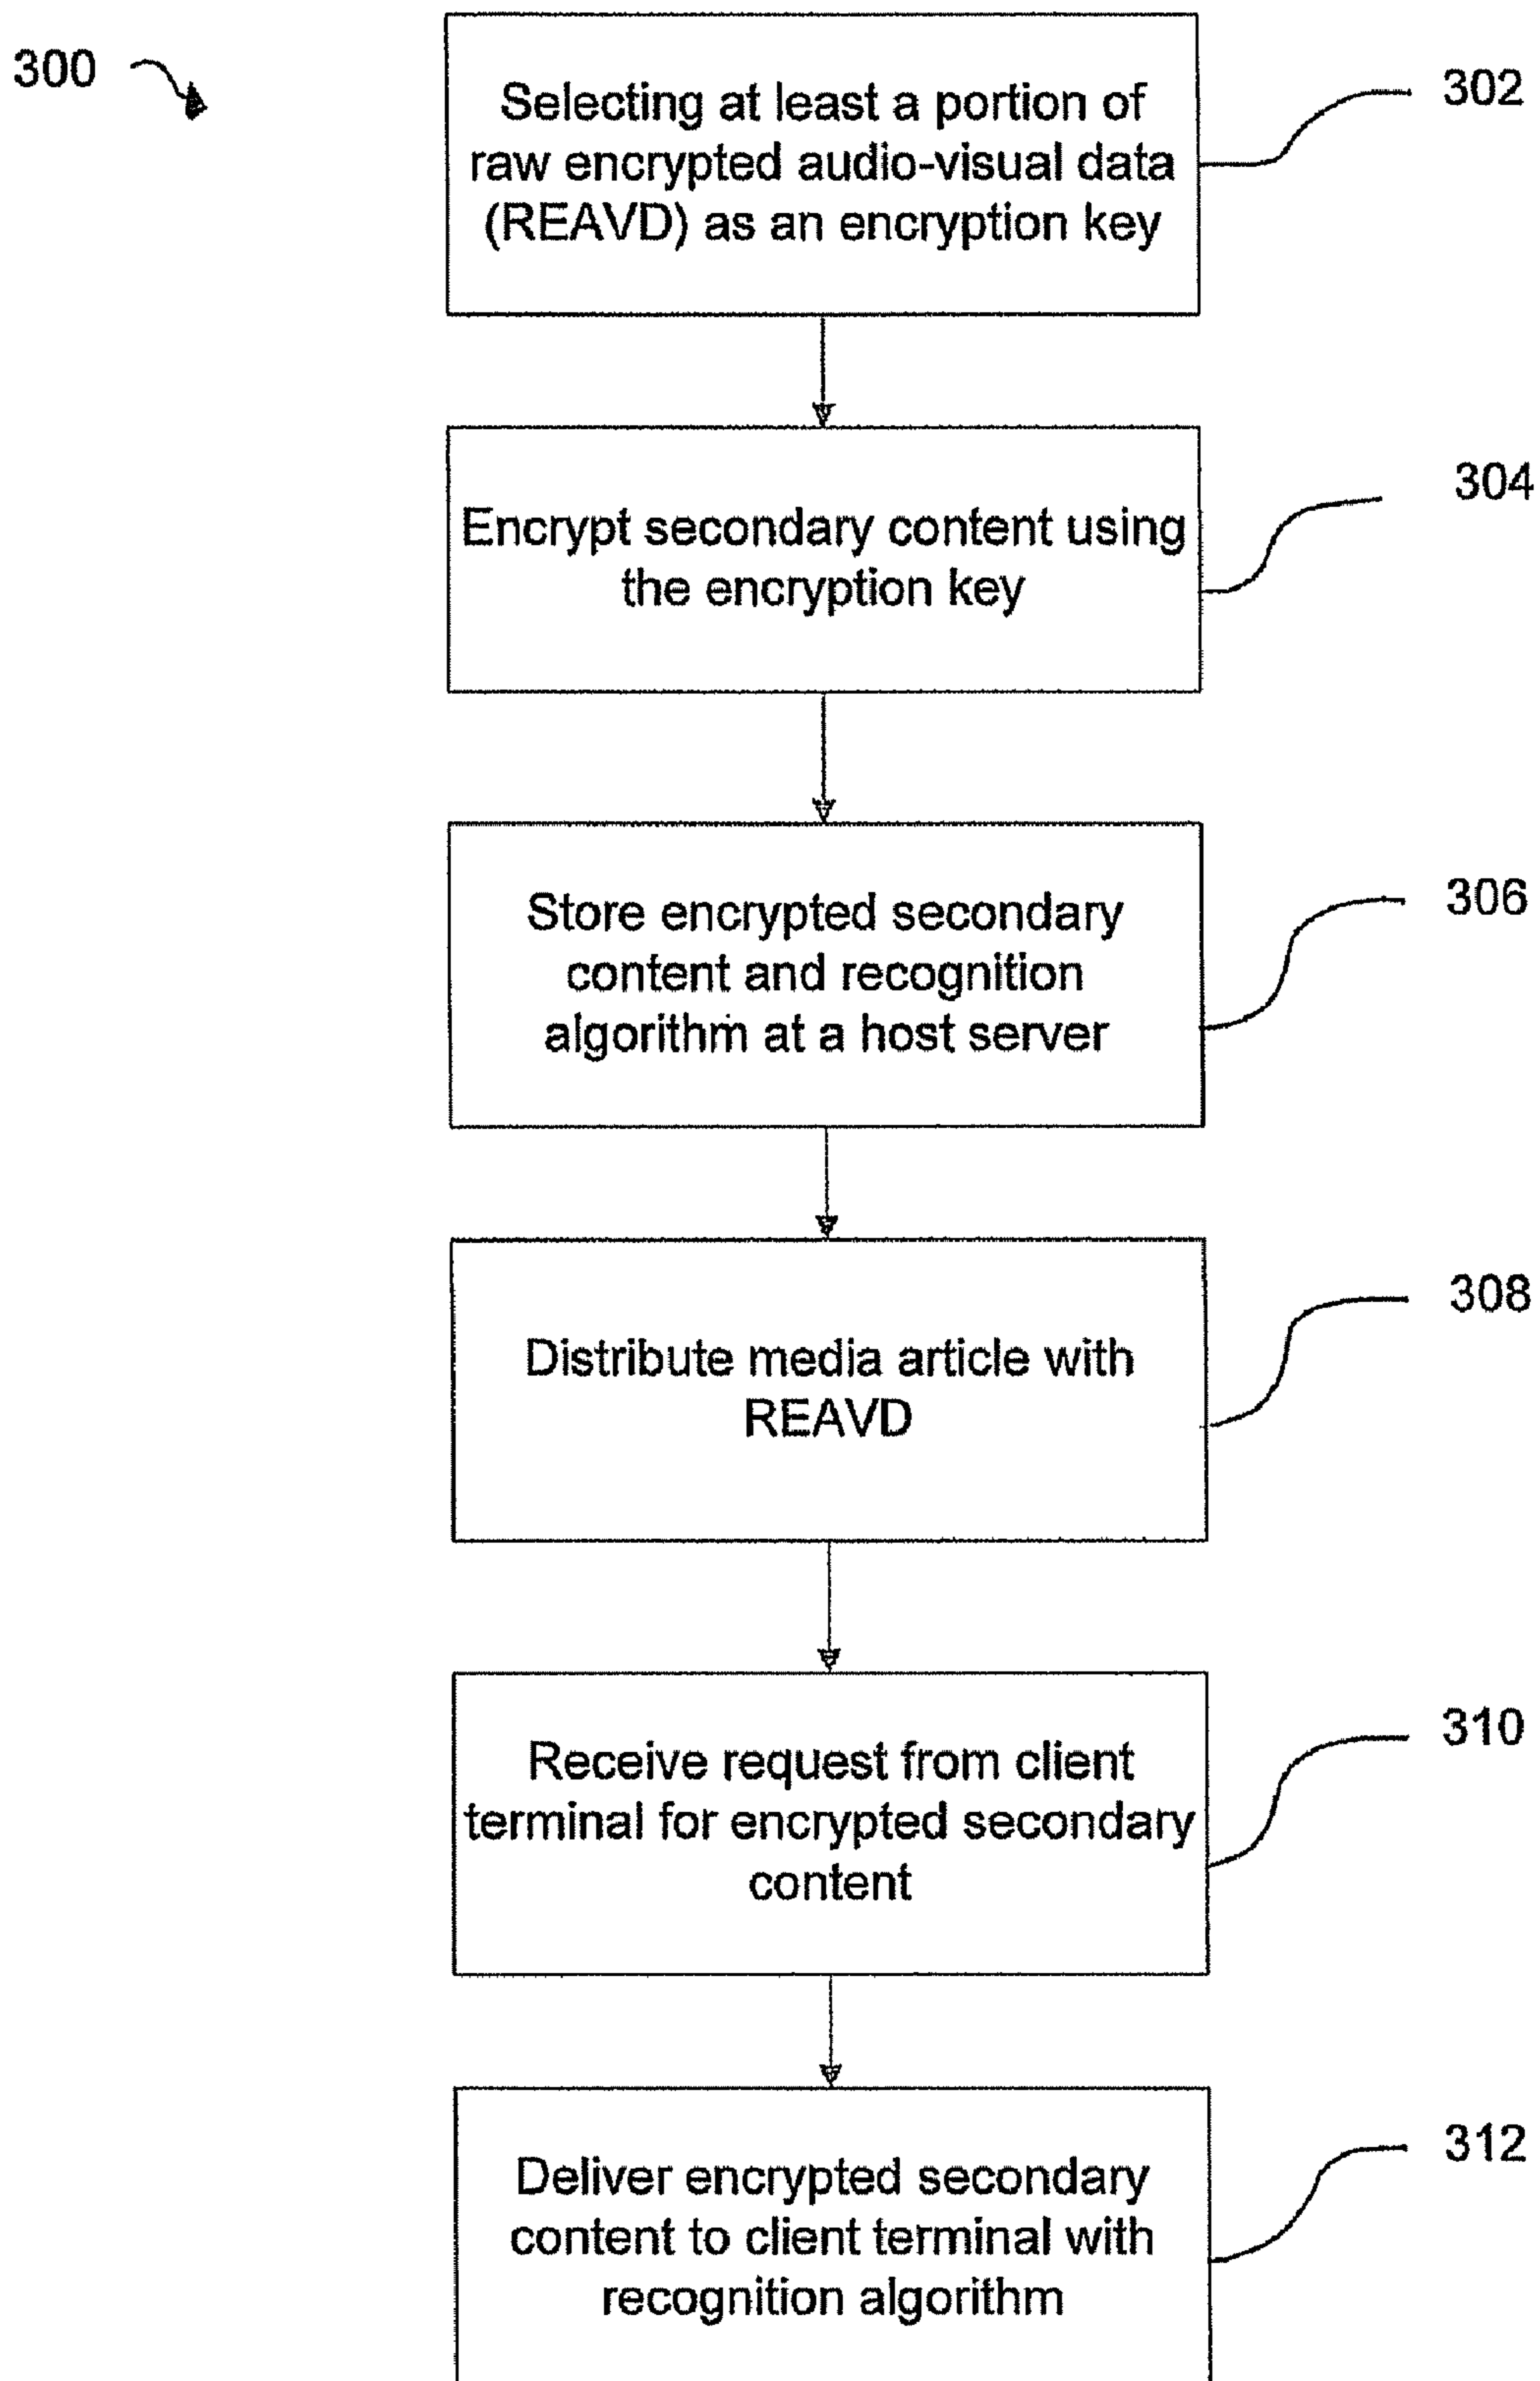 300
Selecting at least a portion of
raw encrypted audio-visual data
(REAVD) as an encryption key
302
Encrypt secondary content using
the encryption key
304
Store encrypted secondary
content and recognition
algorithm at a host server
306
Distribute media article with
REAVD
308
Receive request from client
terminal for encrypted secondary
content
310
Deliver encrypted secondary
content to client terminal with
recognition algorithm
312